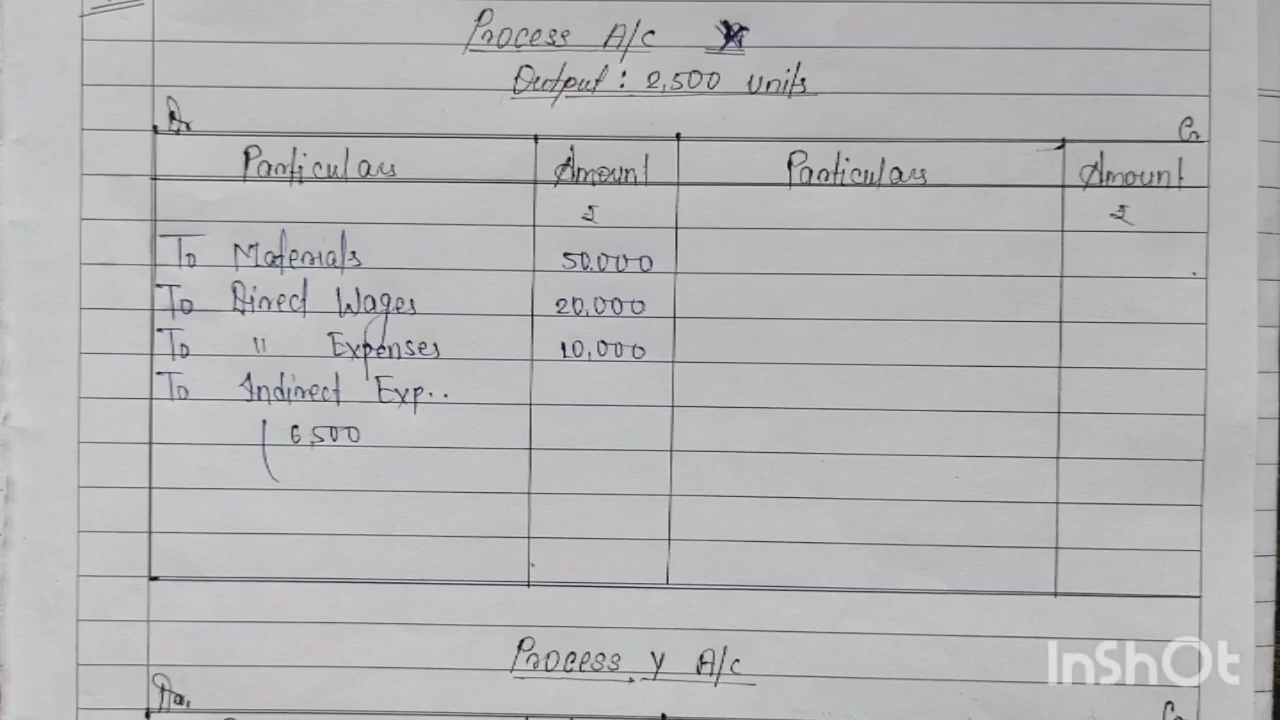 Process A/C X
Output : 2,500 units
Dr Cr
Particulars Amount Particulars Amount
₹ ₹
To Materials 50,000
To Direct Wages 20,000
To " Expenses 10,000
To Indirect Exp..
( 6,500
Process Y A/C
InShOt
Dr. Cr